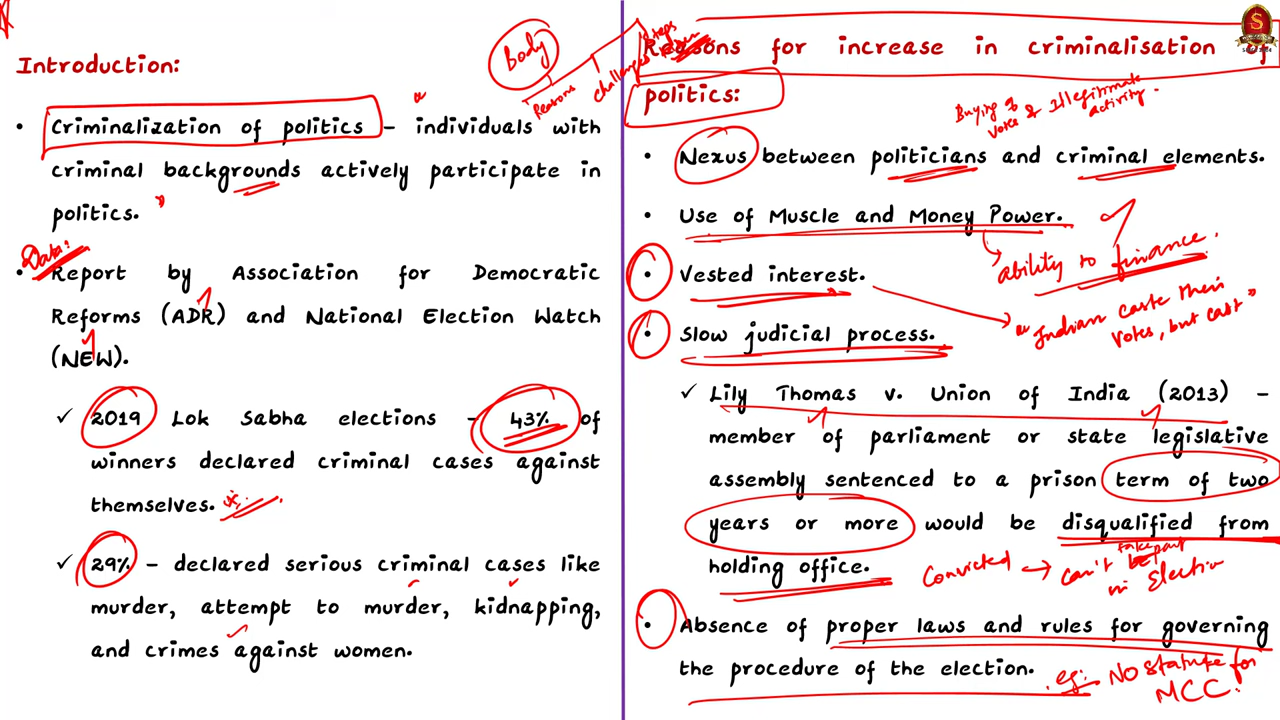 Introduction:
Criminalization of politics – individuals with
criminal backgrounds actively participate in
politics.
Data:
Report by Association for Democratic
Reforms (ADR) and National Election Watch
(NEW).
2019 Lok Sabha elections – 43% of
winners declared criminal cases against
themselves.
29% – declared serious criminal cases like
murder, attempt to murder, kidnapping,
and crimes against women.
Body
Reasons
challenges
steps
Reasons for increase in criminalisation of
politics:
Buying of
votes & Illegitimate
activity.
Nexus between politicians and criminal elements.
Use of Muscle and Money Power.
ability to finance.
Vested interest.
"Indian caste their
votes, but cast"
Slow judicial process.
Lily Thomas v. Union of India (2013) –
member of parliament or state legislative
assembly sentenced to a prison term of two
years or more would be disqualified from
holding office.
Convicted → can't be take part
in Election
Absence of proper laws and rules for governing
the procedure of the election.
eg: No statute for
MCC.